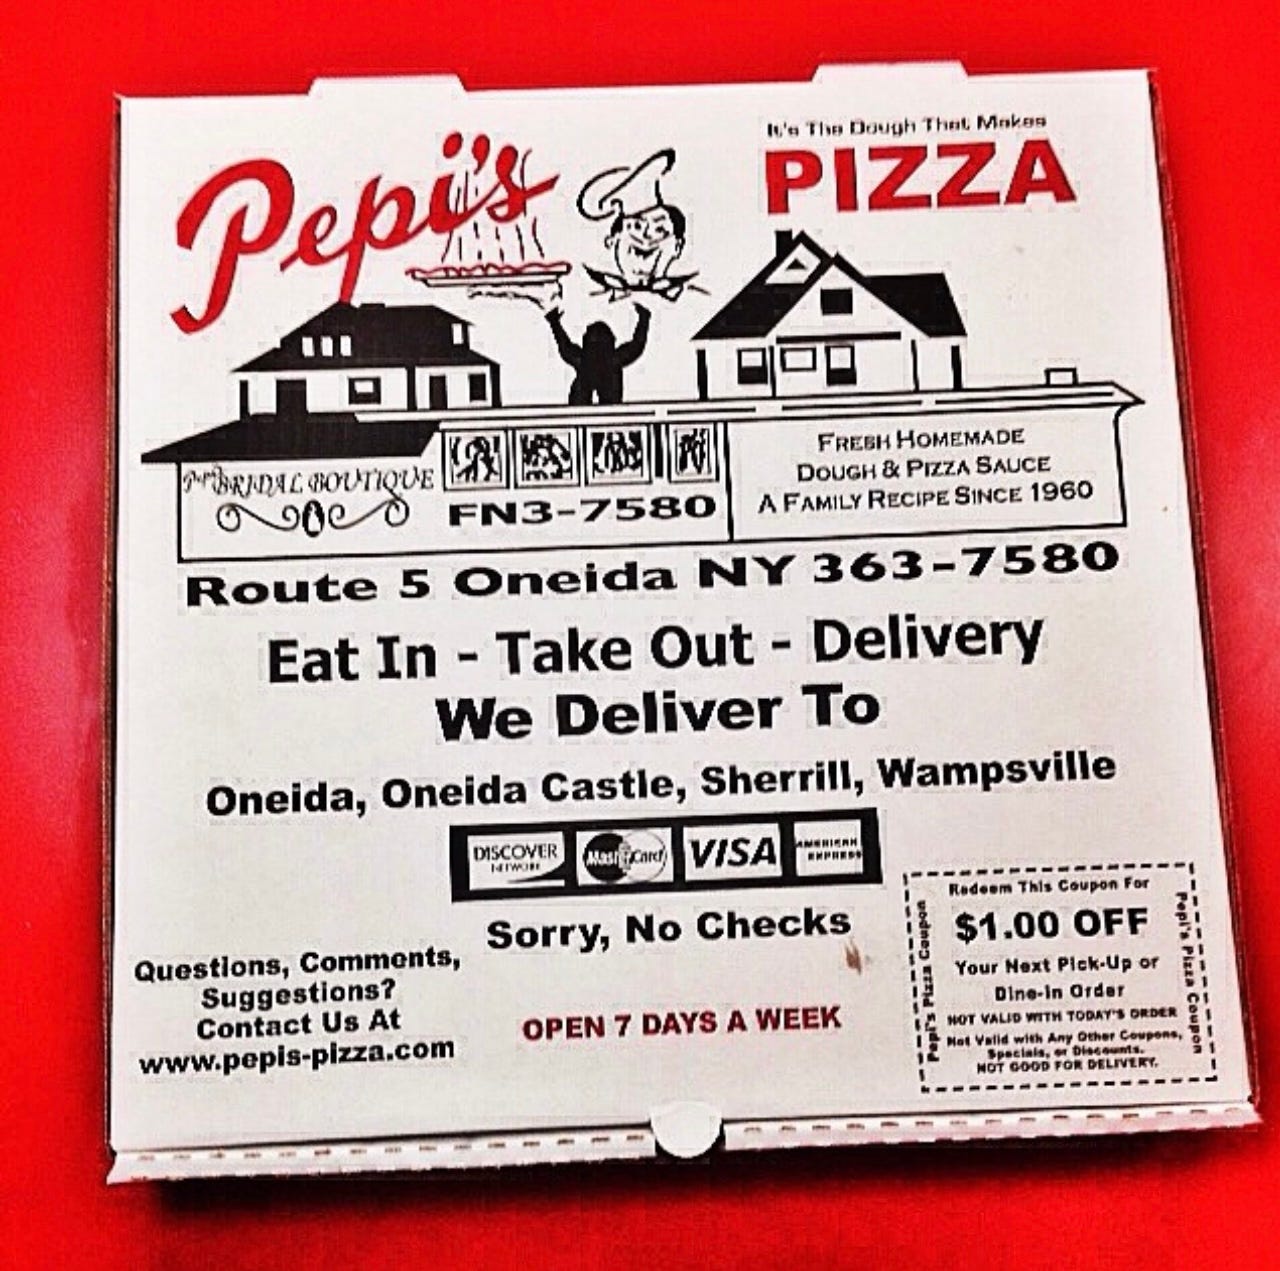 Pepi's
It's The Dough That Makes
PIZZA
BRIDAL BOUTIQUE
FN3-7580
FRESH HOMEMADE
DOUGH & PIZZA SAUCE
A FAMILY RECIPE SINCE 1960
Route 5 Oneida NY 363-7580
Eat In - Take Out - Delivery
We Deliver To
Oneida, Oneida Castle, Sherrill, Wampsville
DISCOVER
NETWORK
MasterCard
VISA
AMERICAN
EXPRESS
Sorry, No Checks
Questions, Comments,
Suggestions?
Contact Us At
www.pepis-pizza.com
OPEN 7 DAYS A WEEK
Redeem This Coupon For
$1.00 OFF
Your Next Pick-Up or
Dine-in Order
NOT VALID WITH TODAY'S ORDER
Not Valid with Any Other Coupons,
Specials, or Discounts.
NOT GOOD FOR DELIVERY.
Pepi's Pizza Coupon
Pepi's Pizza Coupon